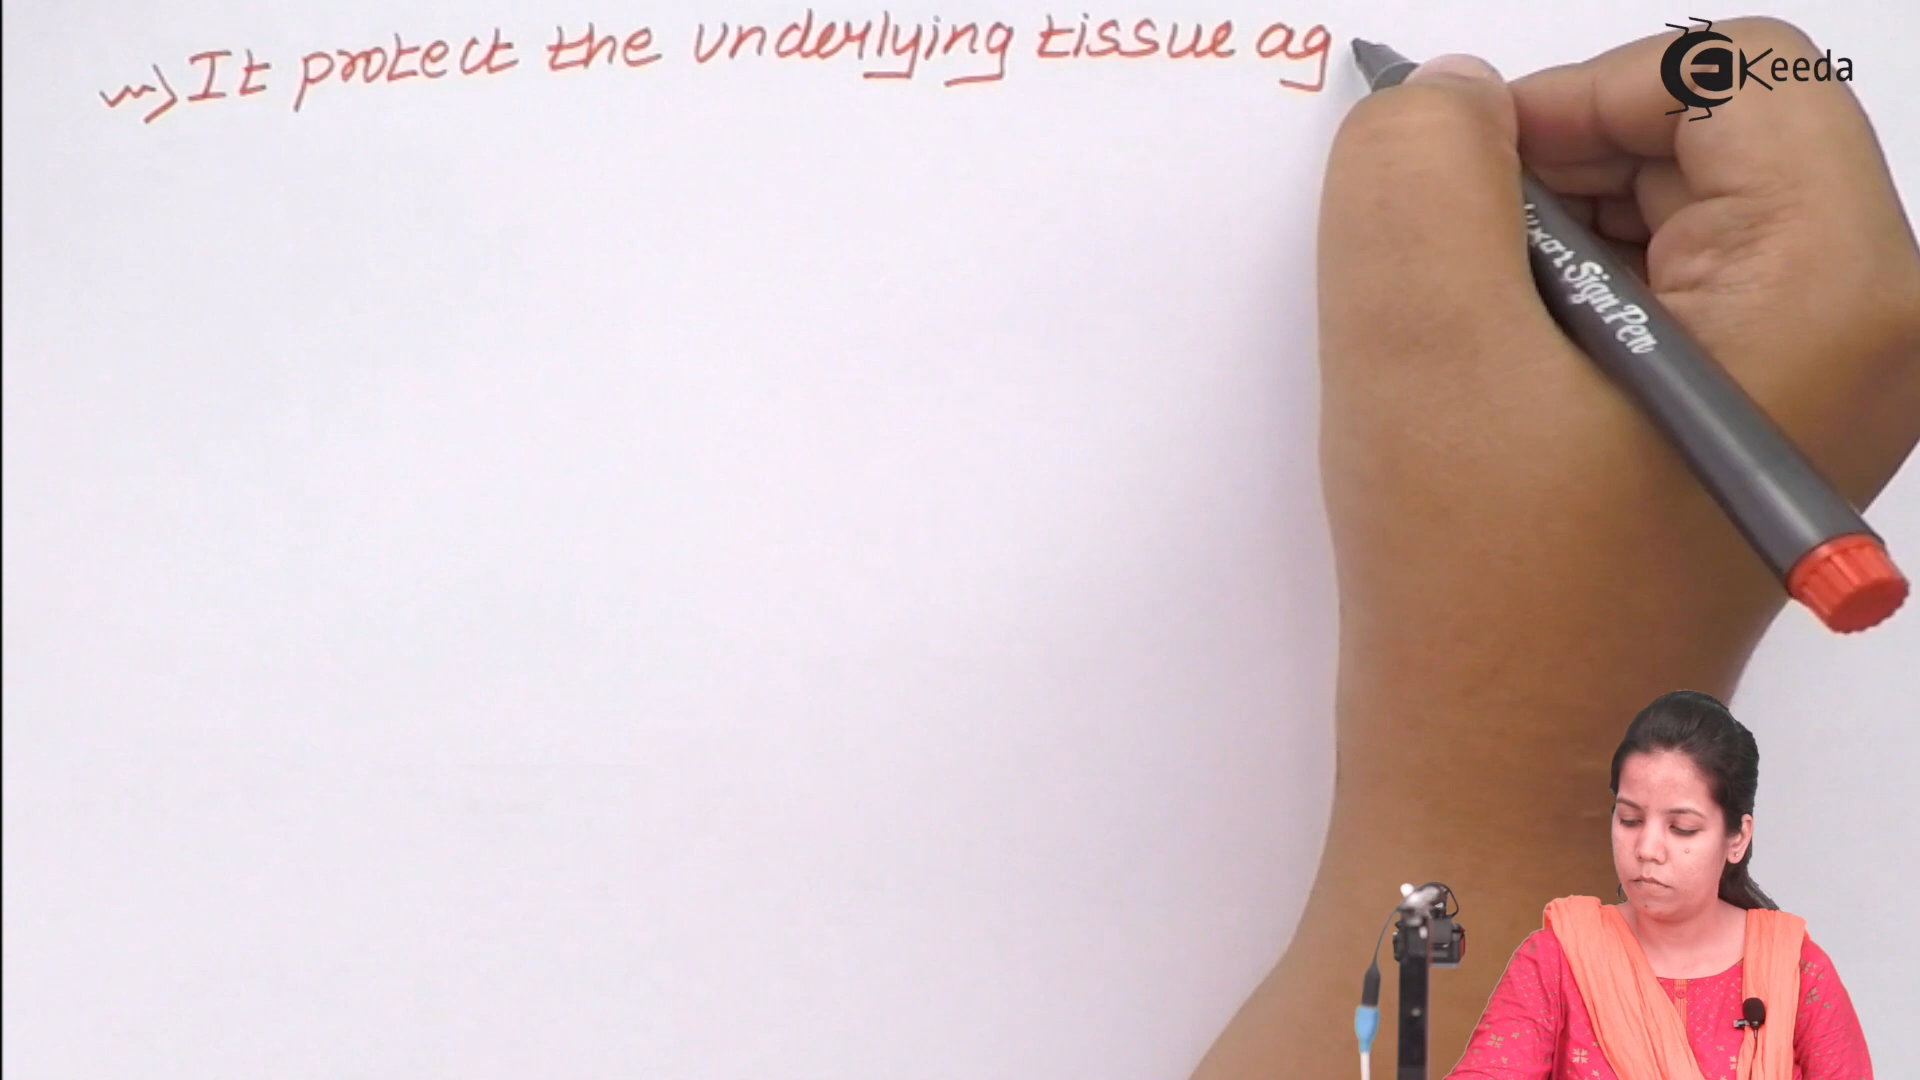 It protect the underlying tissue ag
Keeda
Sign Pen